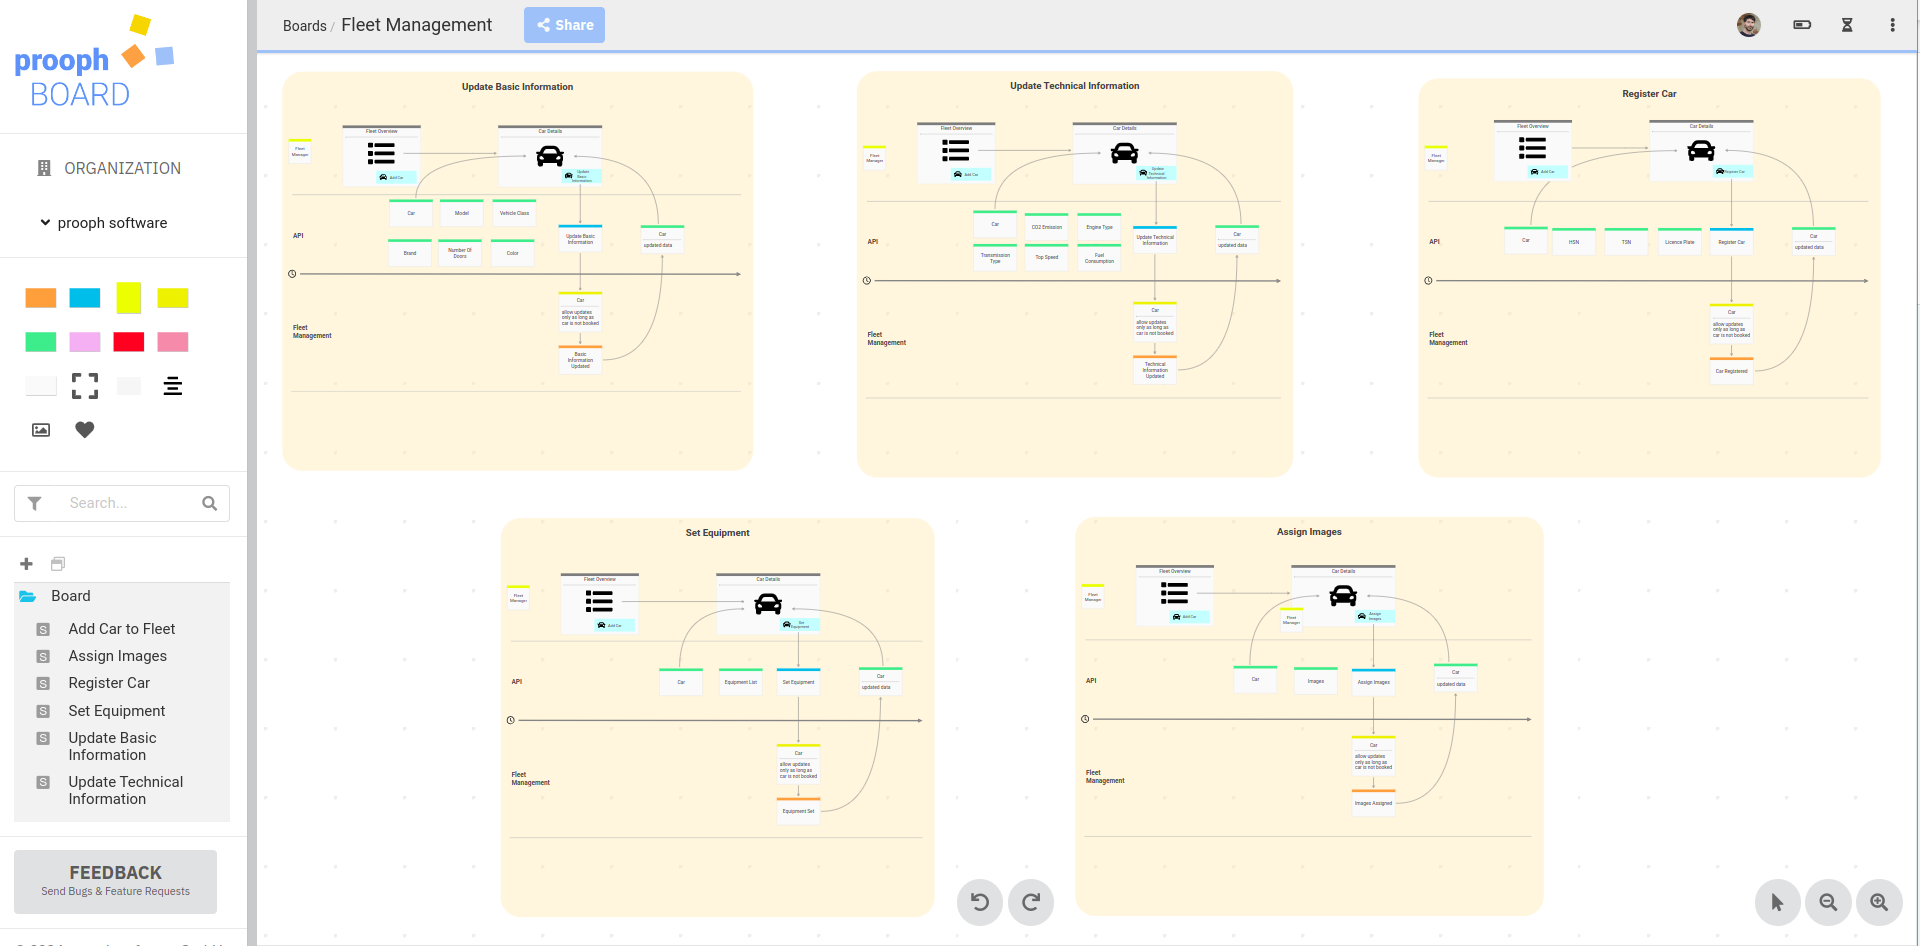 prooph
BOARD
ORGANIZATION
prooph software
Search...
Board
Add Car to Fleet
Assign Images
Register Car
Set Equipment
Update Basic
Information
Update Technical
Information
FEEDBACK
Send Bugs & Feature Requests
Boards / Fleet Management
Share
Update Basic Information
Fleet
Manager
Fleet Overview
Add Car
Car Details
Update
Basic
Information
API
Car
Model
Vehicle Class
Brand
Number Of
Doors
Color
Update Basic
Information
Car
updated data
Fleet
Management
Car
allow updates
only as long as
car is not booked
Basic
Information
Updated
Update Technical Information
Fleet
Manager
Fleet Overview
Add Car
Car Details
Update
Technical
Information
API
Car
CO2 Emission
Engine Type
Transmission
Type
Top Speed
Fuel
Consumption
Update Technical
Information
Car
updated data
Fleet
Management
Car
allow updates
only as long as
car is not booked
Technical
Information
Updated
Register Car
Fleet
Manager
Fleet Overview
Add Car
Car Details
Register Car
API
Car
HSN
TSN
Licence Plate
Register Car
Car
updated data
Fleet
Management
Car
allow updates
only as long as
car is not booked
Car Registered
Set Equipment
Fleet
Manager
Fleet Overview
Add Car
Car Details
Set
Equipment
API
Car
Equipment List
Set Equipment
Car
updated data
Fleet
Management
Car
allow updates
only as long as
car is not booked
Equipment Set
Assign Images
Fleet
Manager
Fleet Overview
Add Car
Car Details
Fleet
Manager
Assign
Images
API
Car
Images
Assign Images
Car
updated data
Fleet
Management
Car
allow updates
only as long as
car is not booked
Images Assigned